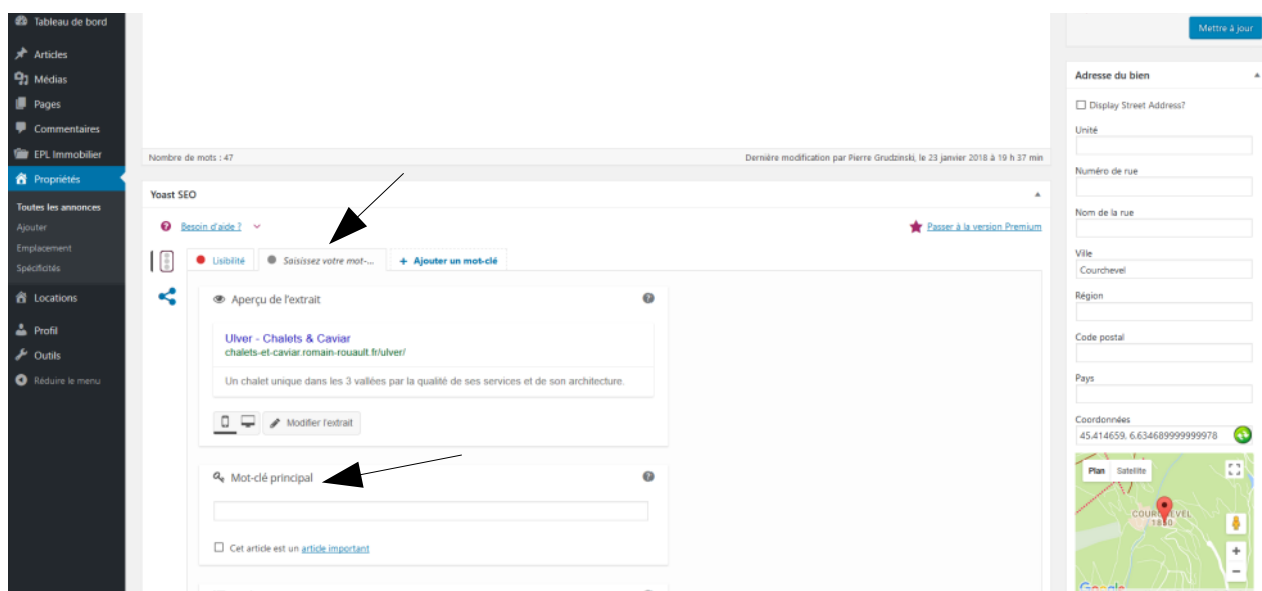 Tableau de bord
Articles
Médias
Pages
Commentaires
EPL Immobilier
Propriétés
Toutes les annonces
Ajouter
Emplacement
Spécificités
Locations
Profil
Outils
Réduire le menu
Nombre de mots : 47
Dernière modification par Pierre Grudzinski, le 23 janvier 2018 à 19 h 37 min
Yoast SEO
Besoin d'aide ?
Passer à la version Premium
Lisibilité
Saisissez votre mot-...
+ Ajouter un mot-clé
Aperçu de l'extrait
Ulver - Chalets & Caviar
chalets-et-caviar.romain-rouault.fr/ulver/
Un chalet unique dans les 3 vallées par la qualité de ses services et de son architecture.
Modifier l'extrait
Mot-clé principal
Cet article est un article important
Mettre à jour
Adresse du bien
Display Street Address?
Unité
Numéro de rue
Nom de la rue
Ville
Courchevel
Région
Code postal
Pays
Coordonnées
45.414659, 6.634689999999978
Plan Satellite
COURCHEVEL
1850
Google